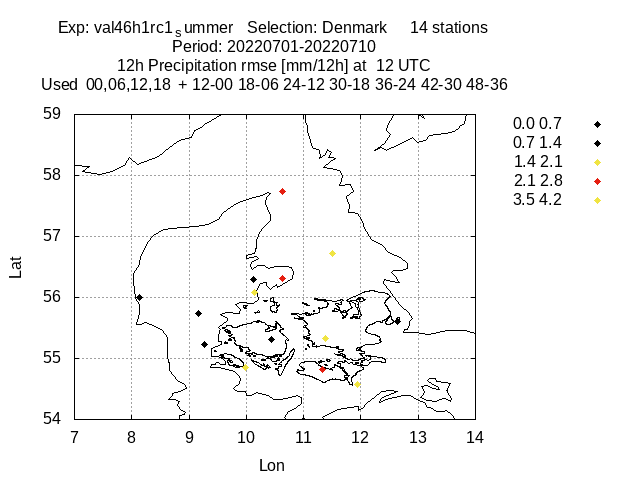 Exp: val46h1rc1summer   Selection: Denmark     14 stations
Period: 20220701-20220710
12h Precipitation rmse [mm/12h] at  12 UTC
Used  00,06,12,18  + 12-00 18-06 24-12 30-18 36-24 42-30 48-36
0.0 0.7
0.7 1.4
1.4 2.1
2.1 2.8
3.5 4.2
59
58
57
56
55
54
Lat
7 8 9 10 11 12 13 14
Lon